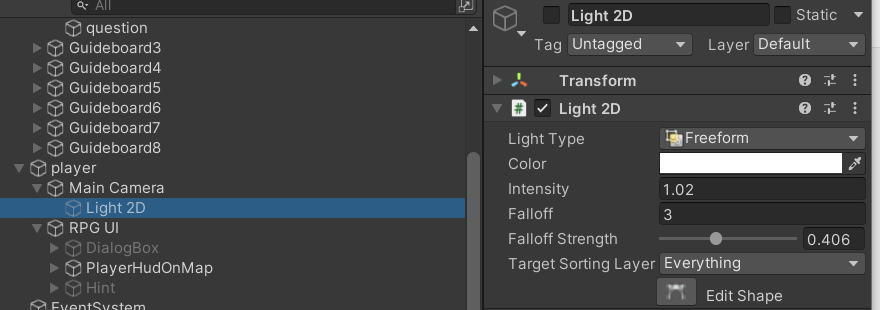 All
question
Guideboard3
Guideboard4
Guideboard5
Guideboard6
Guideboard7
Guideboard8
player
Main Camera
Light 2D
RPG UI
DialogBox
PlayerHudOnMap
Hint
EventSystem
Light 2D
Static
Tag Untagged Layer Default
Transform
# Light 2D
Light Type Freeform
Color
Intensity 1.02
Falloff 3
Falloff Strength 0.406
Target Sorting Layer Everything
Edit Shape